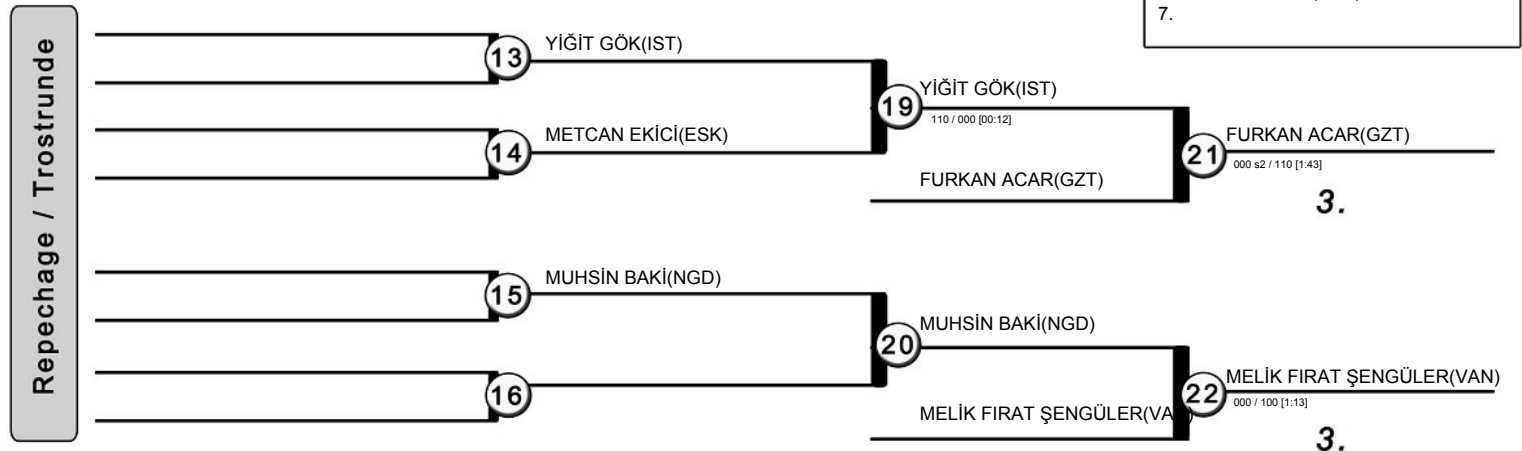 7.
Repechage / Trostrunde
13
YİĞİT GÖK(IST)
14
METCAN EKİCİ(ESK)
19
YİĞİT GÖK(IST)
110 / 000 [00:12]
FURKAN ACAR(GZT)
21
FURKAN ACAR(GZT)
000 s2 / 110 [1:43]
3.
15
MUHSİN BAKİ(NGD)
16
20
MUHSİN BAKİ(NGD)
MELİK FIRAT ŞENGÜLER(VAN)
22
MELİK FIRAT ŞENGÜLER(VAN)
000 / 100 [1:13]
3.